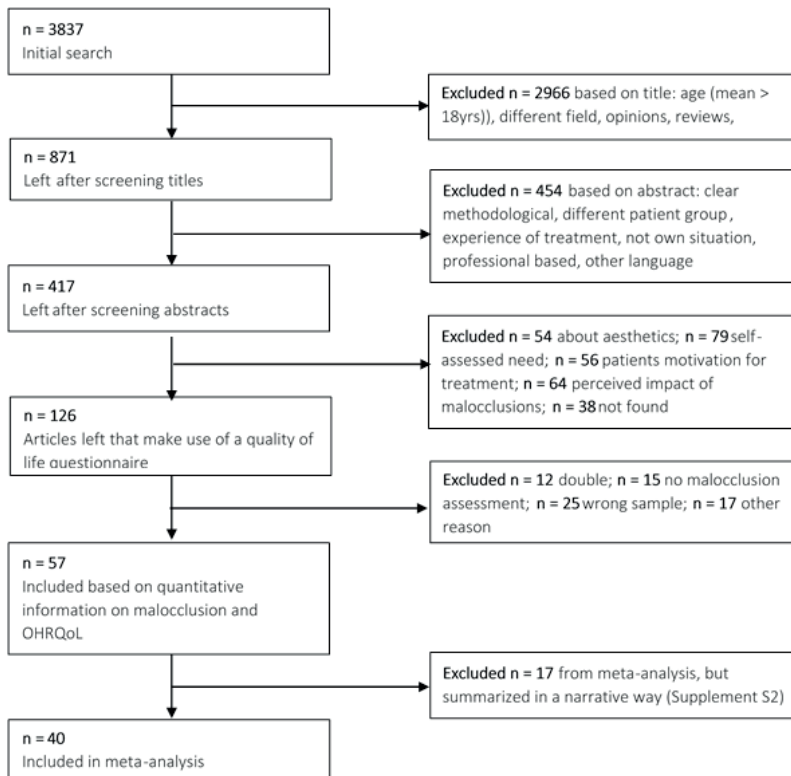 n = 3837
Initial search
Excluded n = 2966 based on title: age (mean >
18yrs)), different field, opinions, reviews,
n = 871
Left after screening titles
Excluded n = 454 based on abstract: clear
methodological, different patient group,
experience of treatment, not own situation,
professional based, other language
n = 417
Left after screening abstracts
Excluded n = 54 about aesthetics; n = 79 self-
assessed need; n = 56 patients motivation for
treatment; n = 64 perceived impact of
malocclusions; n = 38 not found
n = 126
Articles left that make use of a quality of
life questionnaire
Excluded n = 12 double; n = 15 no malocclusion
assessment; n = 25 wrong sample; n = 17 other
reason
n = 57
Included based on quantitative
information on malocclusion and
OHRQoL
Excluded n = 17 from meta-analysis, but
summarized in a narrative way (Supplement S2)
n = 40
Included in meta-analysis